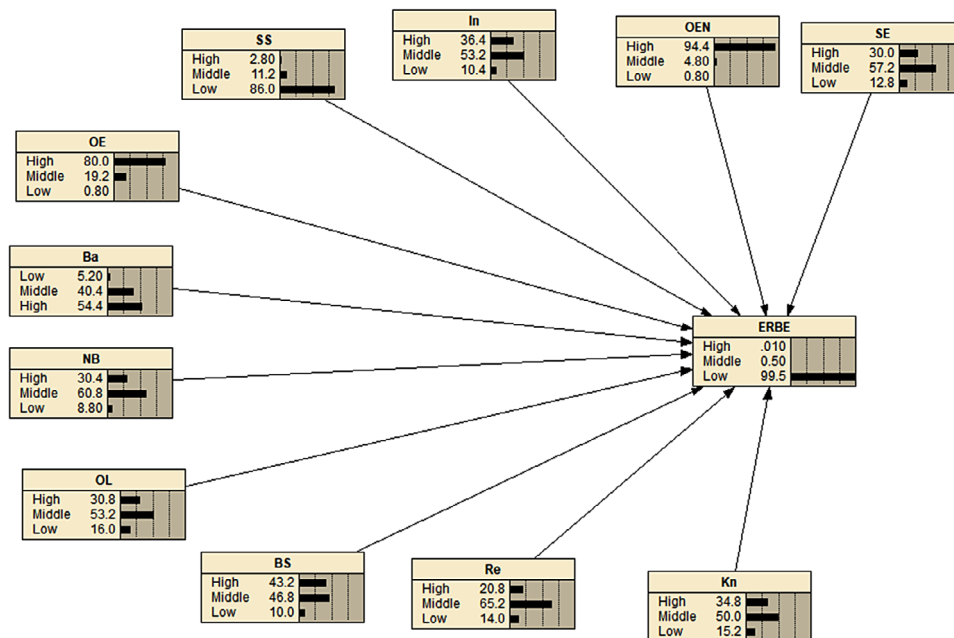 In
High 36.4
Middle 53.2
Low 10.4
OEN
High 94.4
Middle 4.80
Low 0.80
SE
High 30.0
Middle 57.2
Low 12.8
SS
High 2.80
Middle 11.2
Low 86.0
OE
High 80.0
Middle 19.2
Low 0.80
Ba
Low 5.20
Middle 40.4
High 54.4
ERBE
High .010
Middle 0.50
Low 99.5
NB
High 30.4
Middle 60.8
Low 8.80
OL
High 30.8
Middle 53.2
Low 16.0
BS
High 43.2
Middle 46.8
Low 10.0
Re
High 20.8
Middle 65.2
Low 14.0
Kn
High 34.8
Middle 50.0
Low 15.2